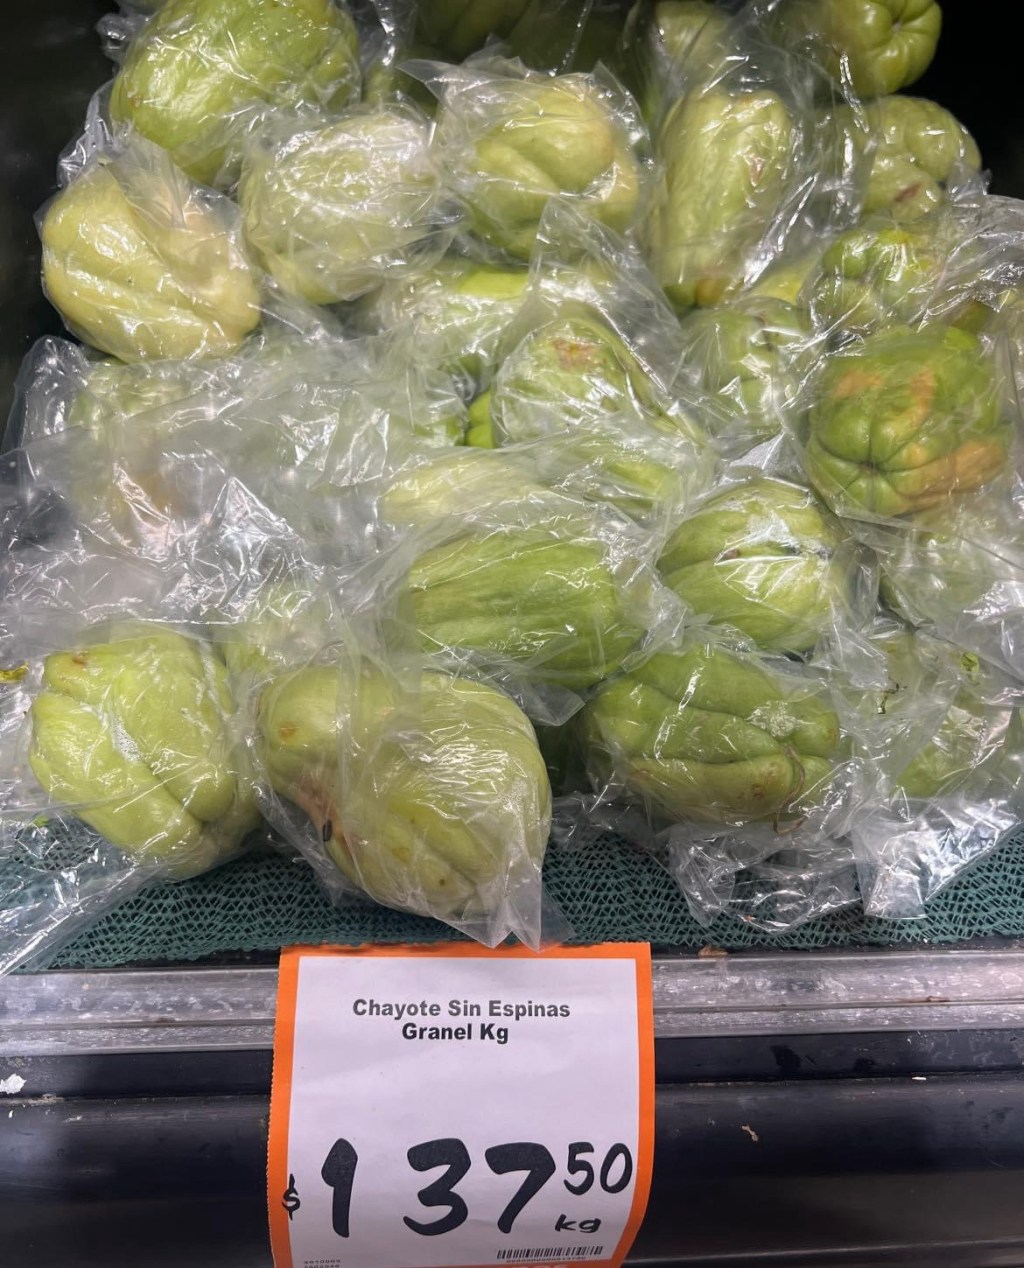 Chayote Sin Espinas
Granel Kg
$137.50
kg